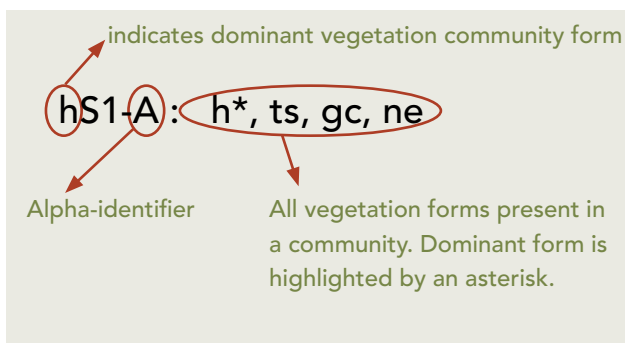 indicates dominant vegetation community form
hS1-A : h*, ts, gc, ne
Alpha-identifier
All vegetation forms present in
a community. Dominant form is
highlighted by an asterisk.